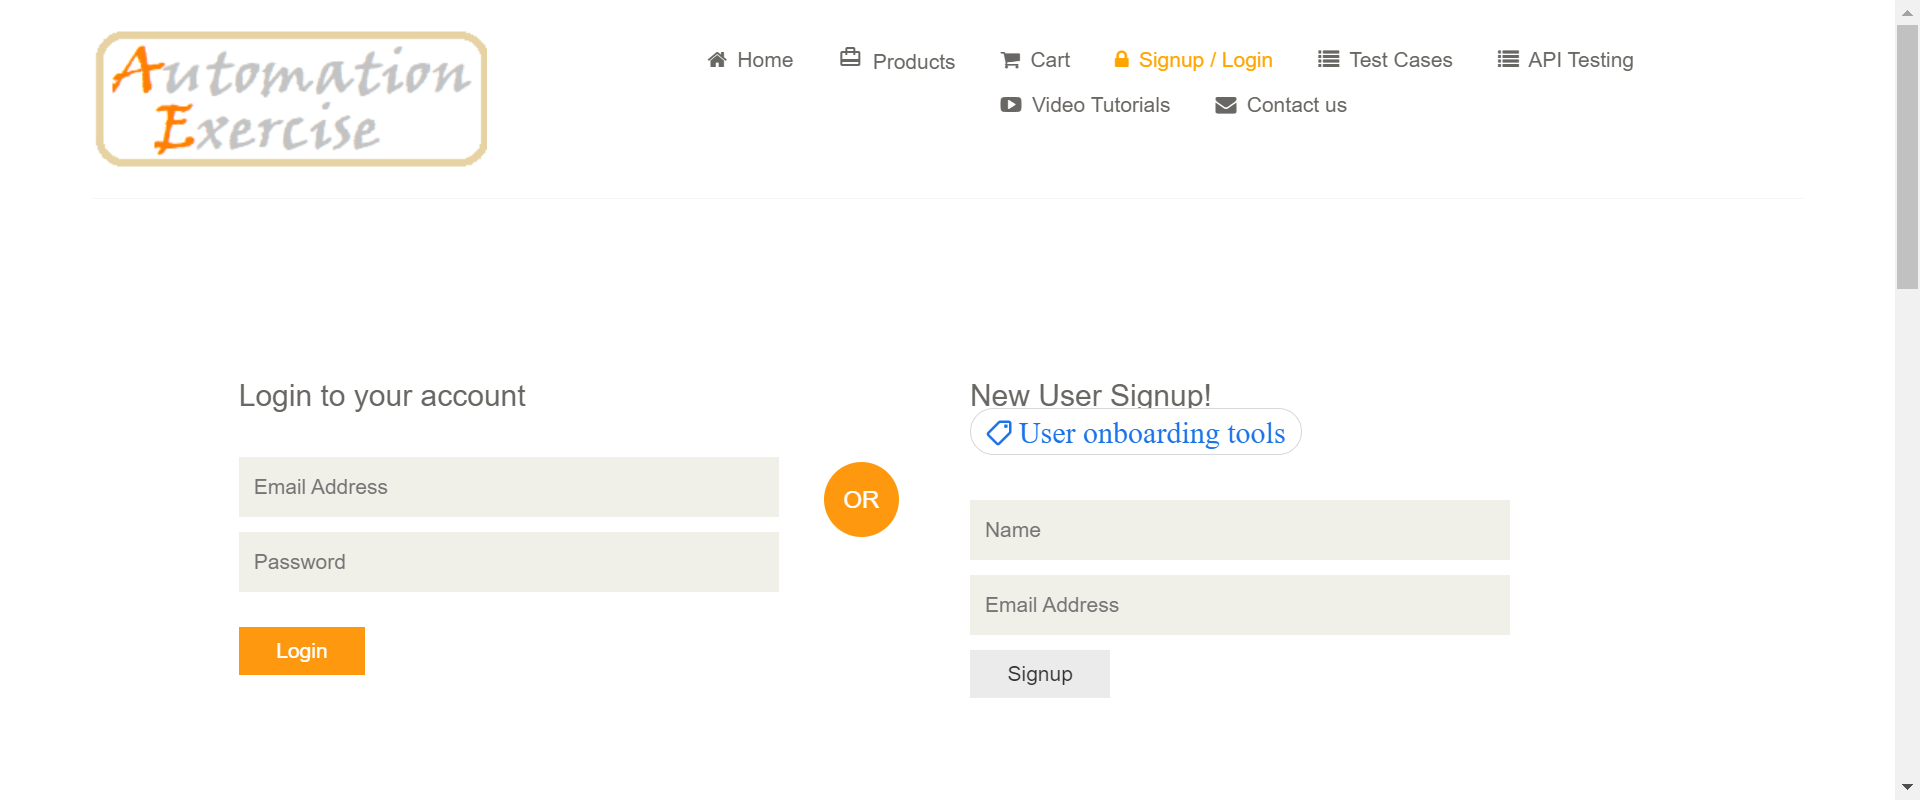 Automation
Exercise
Home Products Cart Signup / Login Test Cases API Testing
Video Tutorials Contact us
Login to your account
Email Address
Password
Login
OR
New User Signup!
User onboarding tools
Name
Email Address
Signup